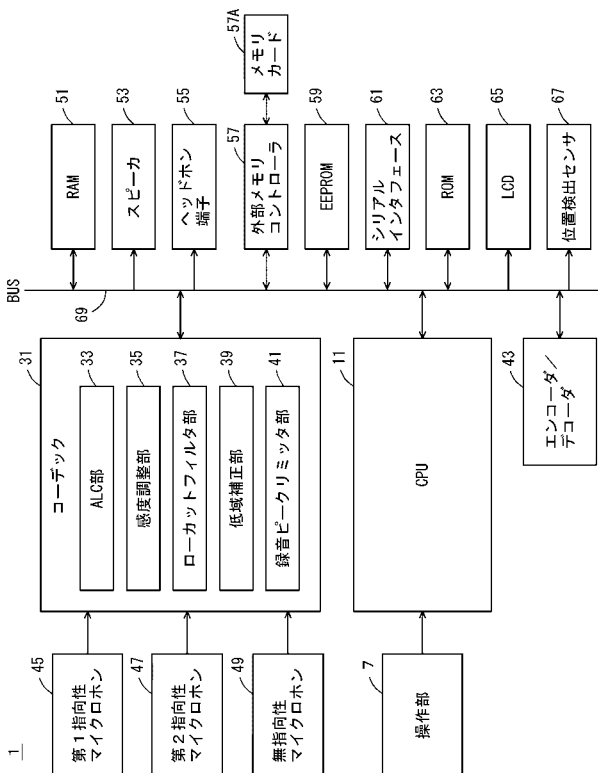 1
45
第1指向性
マイクロホン
47
第2指向性
マイクロホン
49
無指向性
マイクロホン
7
操作部
31
コーデック
33
ALC部
35
感度調整部
37
ローカットフィルタ部
39
低域補正部
41
録音ピークリミッタ部
11
CPU
43
エンコーダ/
デコーダ
BUS
69
51
RAM
53
スピーカ
55
ヘッドホン
端子
57
外部メモリ
コントローラ
57A
メモリ
カード
59
EEPROM
61
シリアル
インタフェース
63
ROM
65
LCD
67
位置検出センサ